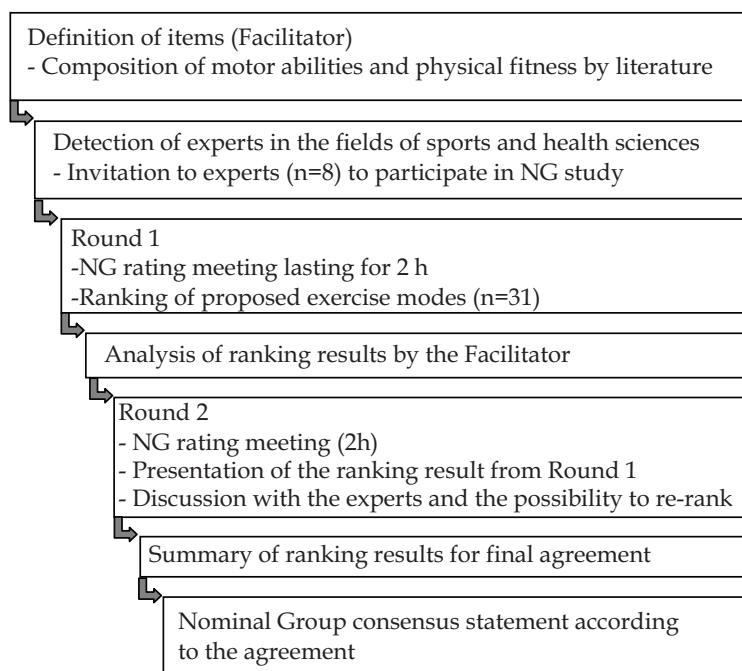 Definition of items (Facilitator)
- Composition of motor abilities and physical fitness by literature
Detection of experts in the fields of sports and health sciences
- Invitation to experts (n=8) to participate in NG study
Round 1
-NG rating meeting lasting for 2 h
-Ranking of proposed exercise modes (n=31)
Analysis of ranking results by the Facilitator
Round 2
- NG rating meeting (2h)
- Presentation of the ranking result from Round 1
- Discussion with the experts and the possibility to re-rank
Summary of ranking results for final agreement
Nominal Group consensus statement according
to the agreement